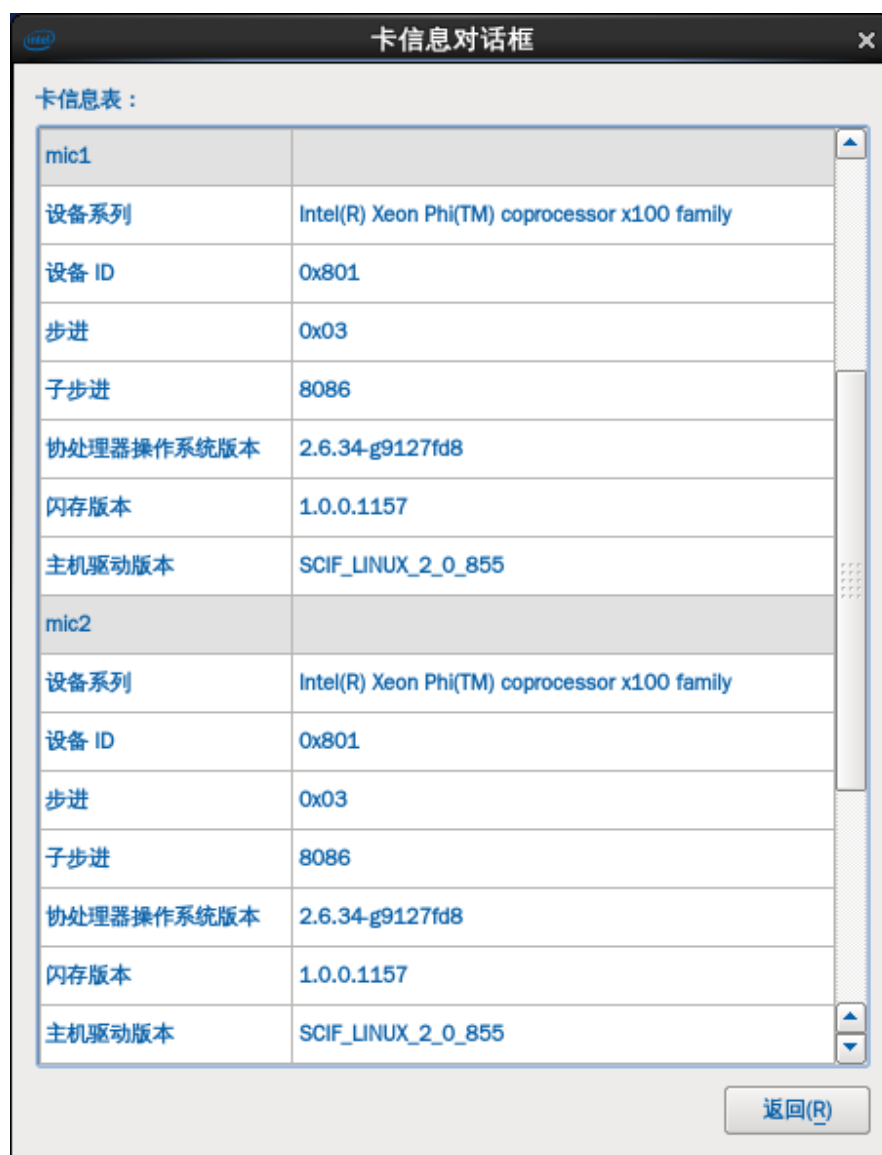 intel
卡信息对话框
卡信息表：
mic1
设备系列 Intel(R) Xeon Phi(TM) coprocessor x100 family
设备 ID 0x801
步进 0x03
子步进 8086
协处理器操作系统版本 2.6.34-g9127fd8
闪存版本 1.0.0.1157
主机驱动版本 SCIF_LINUX_2_0_855
mic2
设备系列 Intel(R) Xeon Phi(TM) coprocessor x100 family
设备 ID 0x801
步进 0x03
子步进 8086
协处理器操作系统版本 2.6.34-g9127fd8
闪存版本 1.0.0.1157
主机驱动版本 SCIF_LINUX_2_0_855
返回(R)